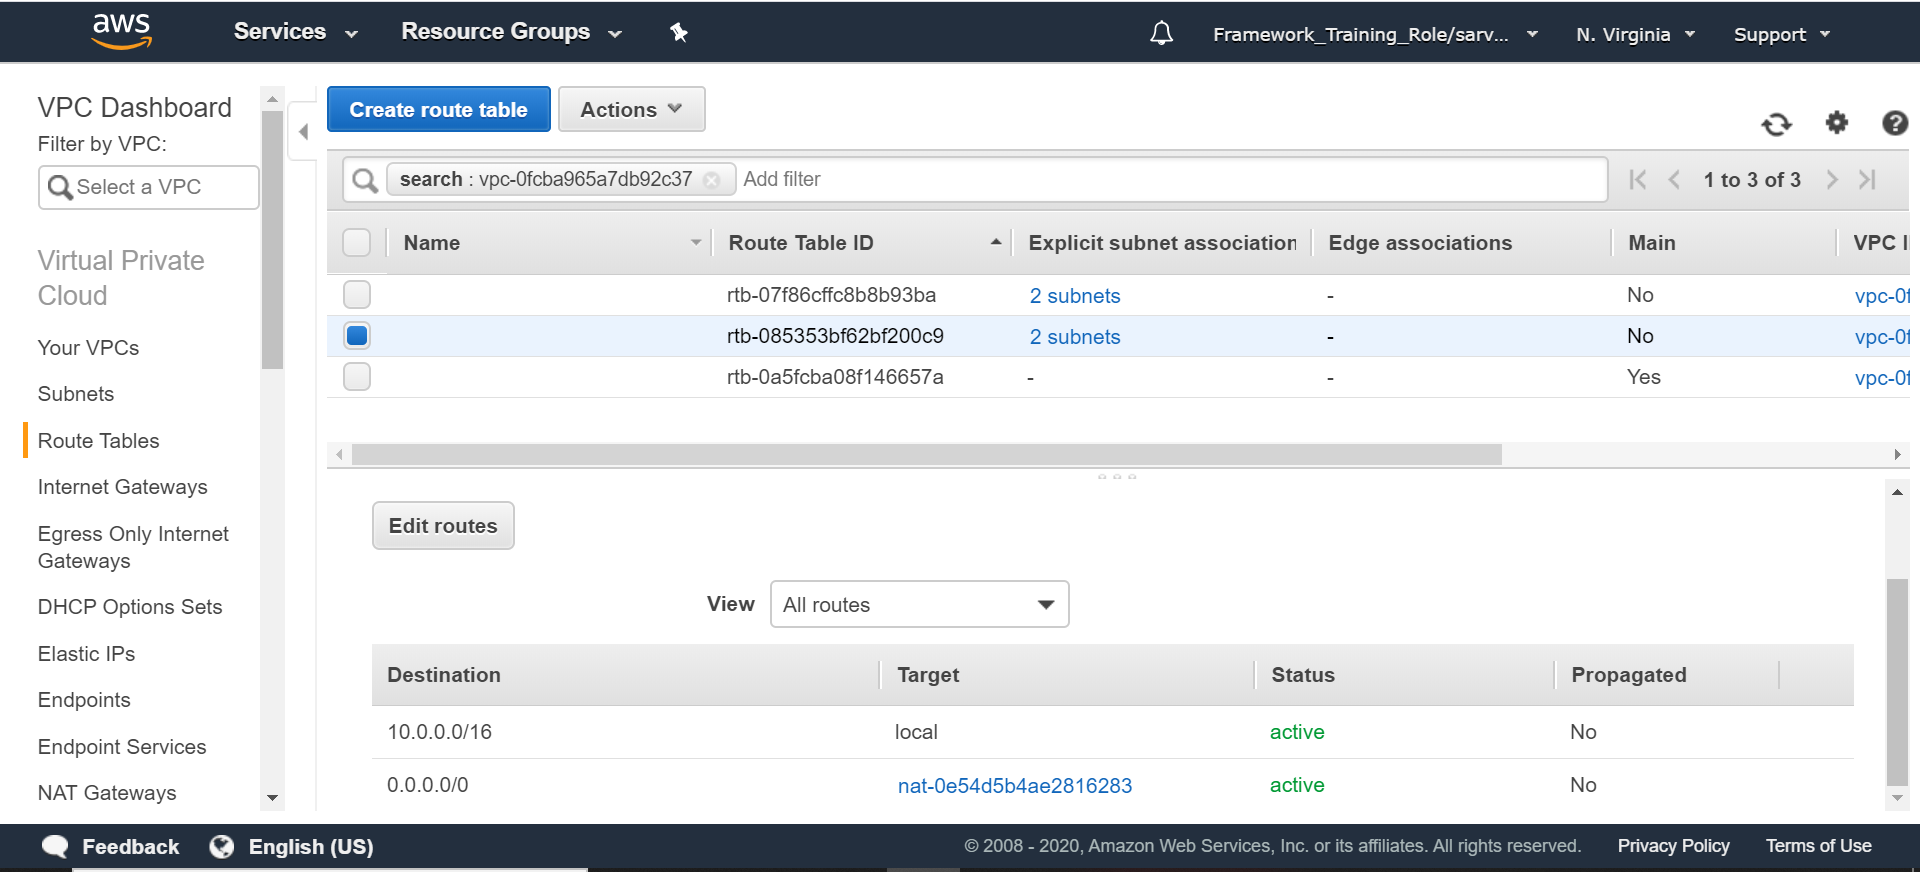 aws Services Resource Groups Framework_Training_Role/sarv... N. Virginia Support
VPC Dashboard
Filter by VPC:
Select a VPC
Virtual Private
Cloud
Your VPCs
Subnets
Route Tables
Internet Gateways
Egress Only Internet
Gateways
DHCP Options Sets
Elastic IPs
Endpoints
Endpoint Services
NAT Gateways
Create route table Actions
search : vpc-0fcba965a7db92c37 Add filter 1 to 3 of 3
Name Route Table ID Explicit subnet association Edge associations Main VPC I
rtb-07f86cffc8b8b93ba 2 subnets - No vpc-0f
rtb-085353bf62bf200c9 2 subnets - No vpc-0f
rtb-0a5fcba08f146657a - - Yes vpc-0f
Edit routes
View All routes
Destination Target Status Propagated
10.0.0.0/16 local active No
0.0.0.0/0 nat-0e54d5b4ae2816283 active No
Feedback English (US) © 2008 - 2020, Amazon Web Services, Inc. or its affiliates. All rights reserved. Privacy Policy Terms of Use